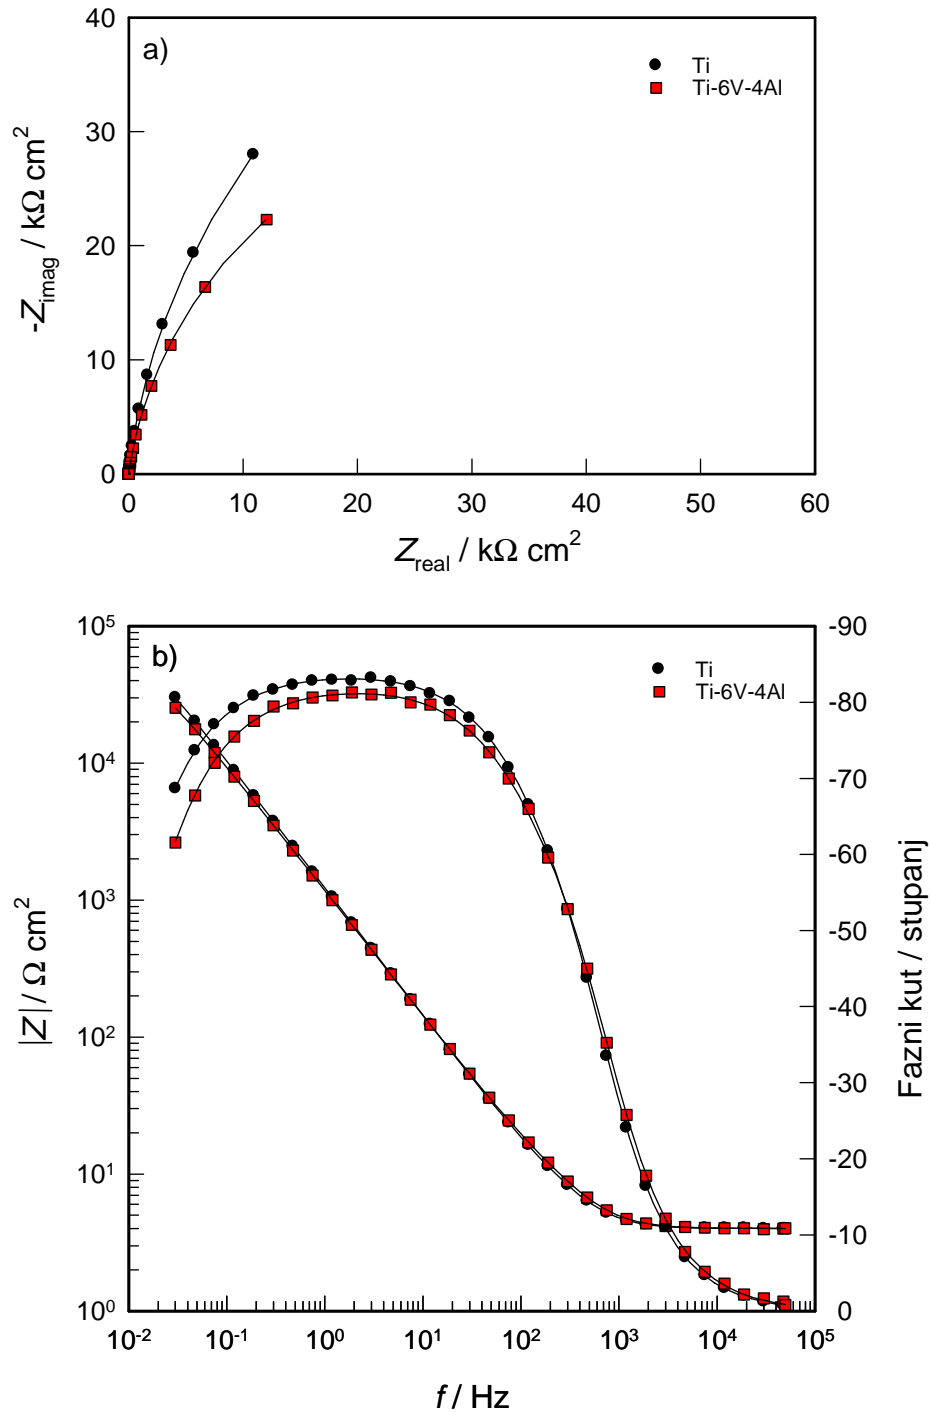 a)
Ti
Ti-6V-4Al
40
30
20
10
0
-Zimag / kΩ cm²
0 10 20 30 40 50 60
Zreal / kΩ cm²
b)
Ti
Ti-6V-4Al
10⁵
10⁴
10³
10²
10¹
10⁰
|Z| / Ω cm²
-90
-80
-70
-60
-50
-40
-30
-20
-10
0
Fazni kut / stupanj
10⁻² 10⁻¹ 10⁰ 10¹ 10² 10³ 10⁴ 10⁵
f / Hz